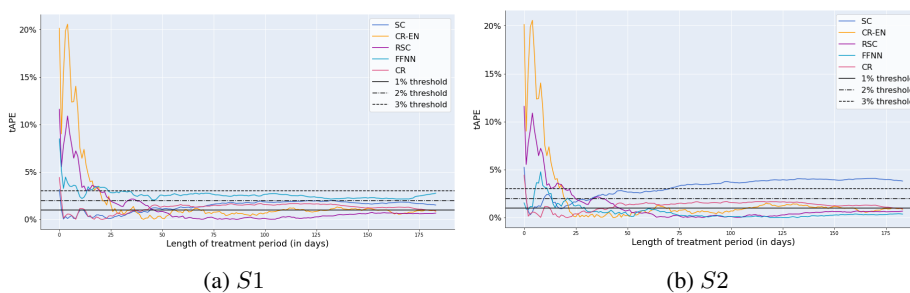 20%
15%
10%
5%
0%
tAPE
0
25
50
75
100
125
150
175
Length of treatment period (in days)
SC
CR-EN
RSC
FFNN
CR
1% threshold
2% threshold
3% threshold
(a) S1
20%
15%
10%
5%
0%
tAPE
0
25
50
75
100
125
150
175
Length of treatment period (in days)
SC
CR-EN
RSC
FFNN
CR
1% threshold
2% threshold
3% threshold
(b) S2